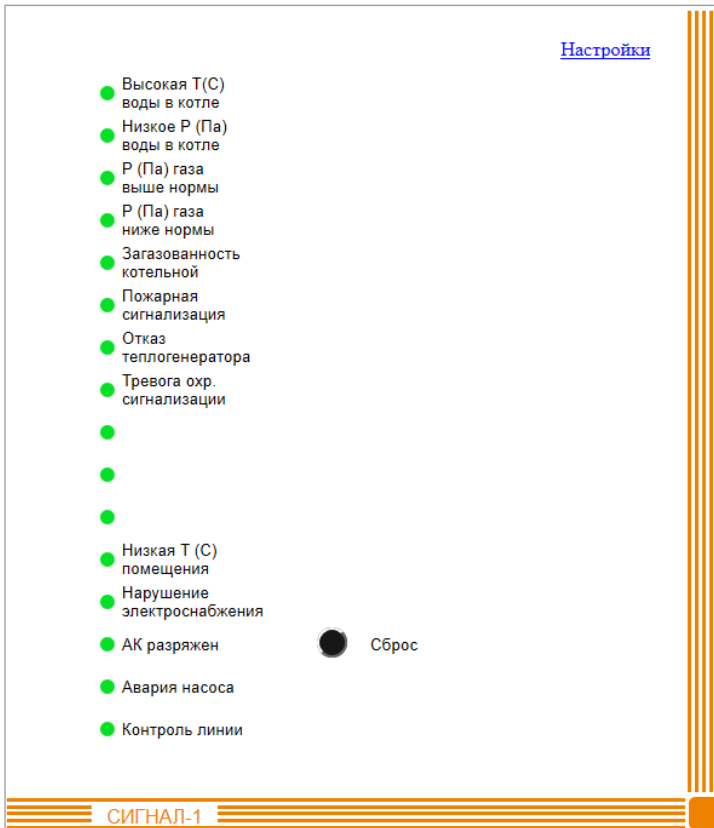 Настройки
Высокая Т(С)
воды в котле
Низкое Р (Па)
воды в котле
Р (Па) газа
выше нормы
Р (Па) газа
ниже нормы
Загазованность
котельной
Пожарная
сигнализация
Отказ
теплогенератора
Тревога охр.
сигнализации
Низкая Т (С)
помещения
Нарушение
электроснабжения
АК разряжен
Сброс
Авария насоса
Контроль линии
СИГНАЛ-1